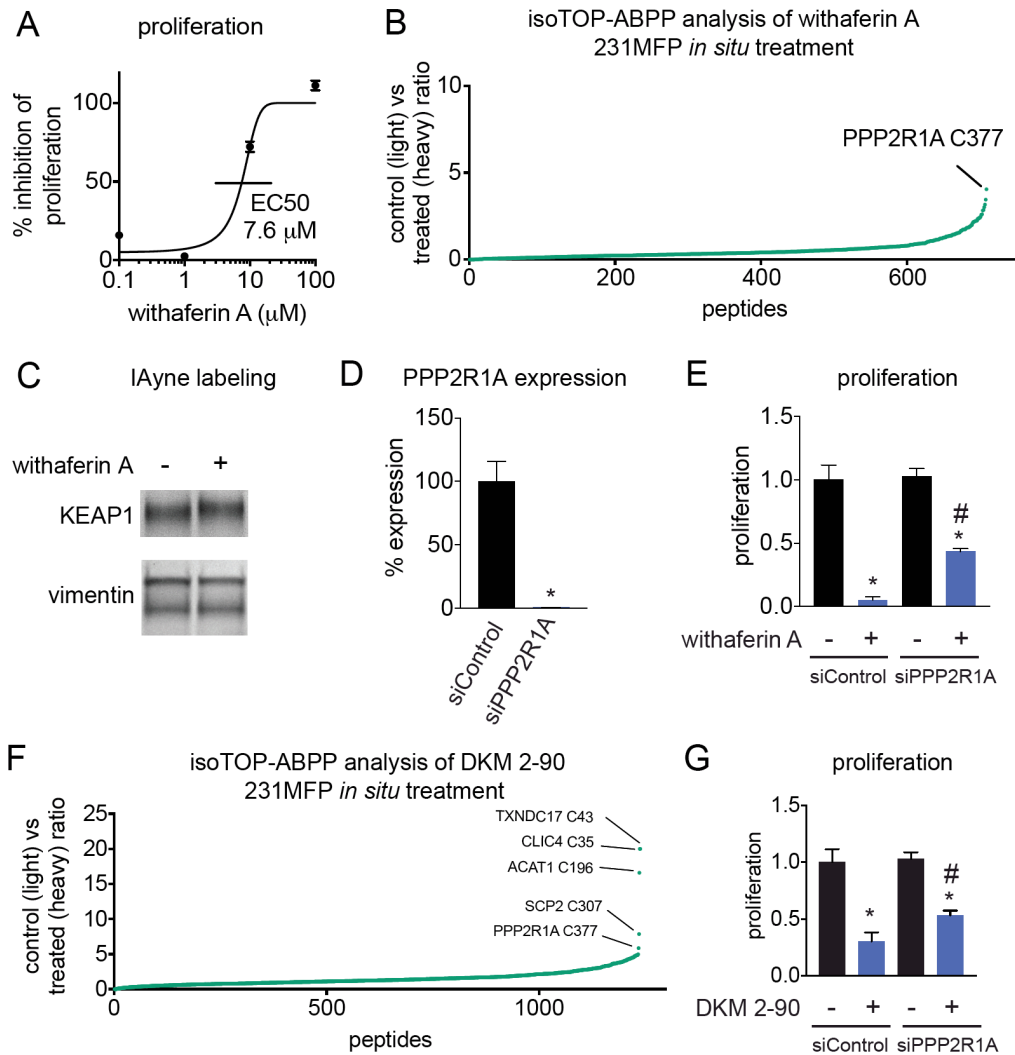 A
proliferation
% inhibition of
proliferation
100
50
0
EC50
7.6 μM
0.1
1
10
100
withaferin A (μM)
B
isoTOP-ABPP analysis of withaferin A
231MFP in situ treatment
control (light) vs
treated (heavy) ratio
10
5
0
PPP2R1A C377
0
200
400
600
peptides
C
IAyne labeling
withaferin A - +
KEAP1
vimentin
D
PPP2R1A expression
% expression
150
100
50
0
*
siControl
siPPP2R1A
E
proliferation
proliferation
1.5
1.0
0.5
0.0
*
#
*
withaferin A - + - +
siControl siPPP2R1A
F
isoTOP-ABPP analysis of DKM 2-90
231MFP in situ treatment
control (light) vs
treated (heavy) ratio
25
20
15
10
5
0
TXNDC17 C43
CLIC4 C35
ACAT1 C196
SCP2 C307
PPP2R1A C377
0
500
1000
peptides
G
proliferation
proliferation
1.5
1.0
0.5
0.0
*
#
*
DKM 2-90 - + - +
siControl siPPP2R1A